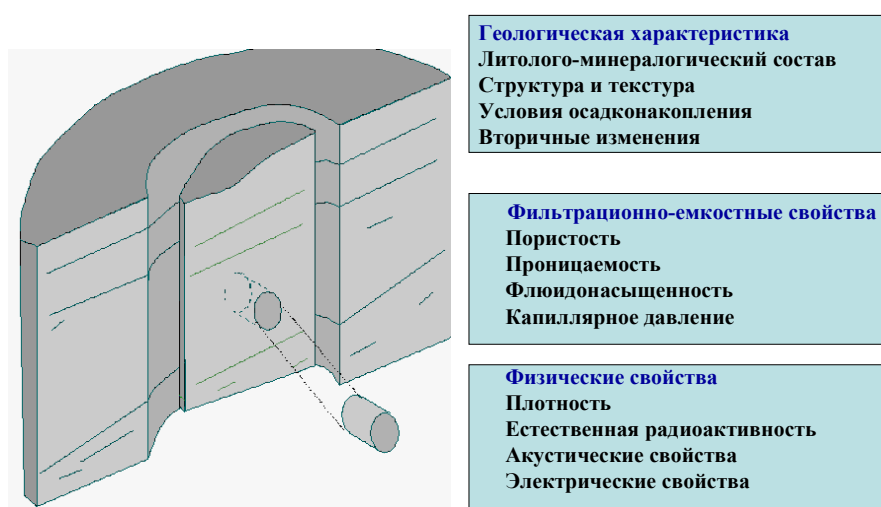 Геологическая характеристика
Литолого-минералогический состав
Структура и текстура
Условия осадконакопления
Вторичные изменения
Фильтрационно-емкостные свойства
Пористость
Проницаемость
Флюидонасыщенность
Капиллярное давление
Физические свойства
Плотность
Естественная радиоактивность
Акустические свойства
Электрические свойства